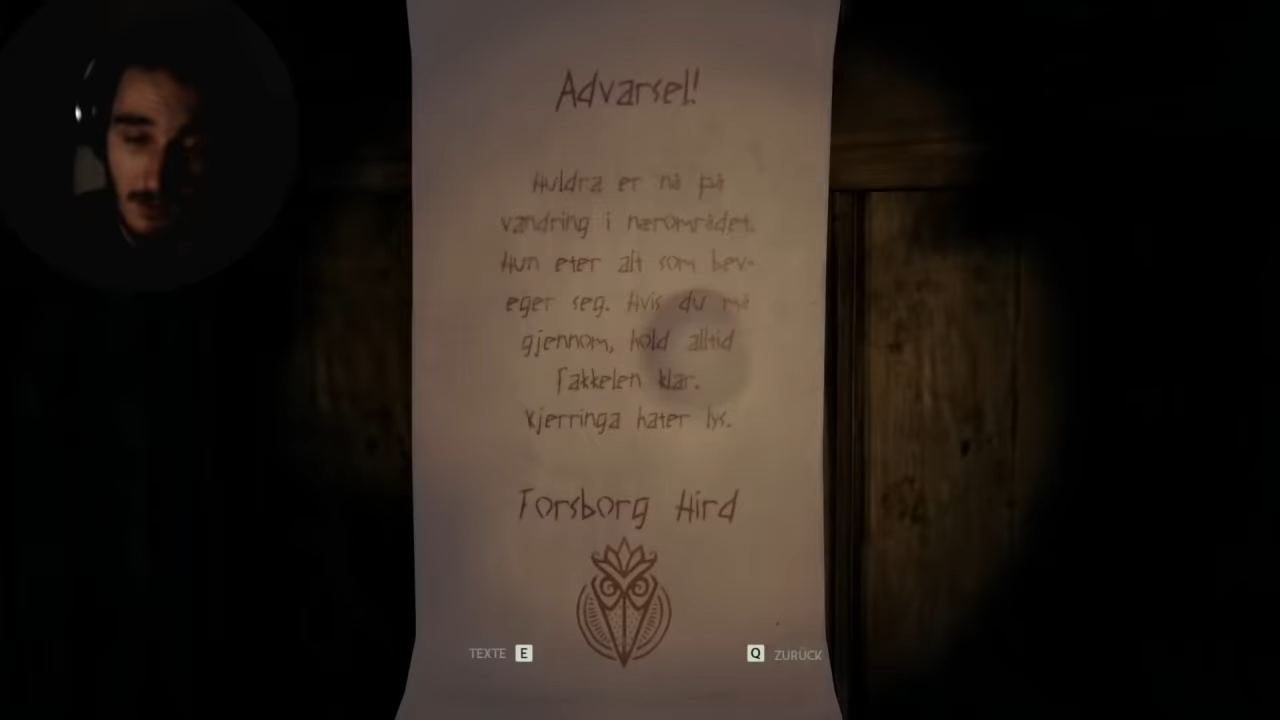 Advarsel!
Huldra er nå på
vandring i nærområdet.
Hun eter alt som bev-
eger seg. Hvis du må
gjennom, hold alltid
Fakkelen klar.
Kjerringa hater lys.
Torsborg Hird
TEXTE E
Q ZURÜCK